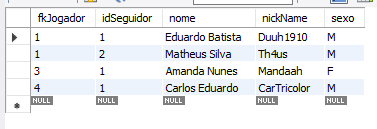 fkJogador idSeguidor nome nickName sexo
1 1 Eduardo Batista Duuh1910 M
1 2 Matheus Silva Th4us M
3 1 Amanda Nunes Mandaah F
4 1 Carlos Eduardo CarTricolor M
NULL NULL NULL NULL NULL